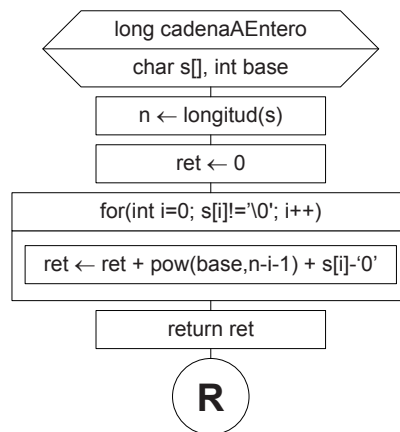 long cadenaAEntero
char s[], int base
n ← longitud(s)
ret ← 0
for(int i=0; s[i]!='\0'; i++)
ret ← ret + pow(base,n-i-1) + s[i]-‘0’
return ret
R